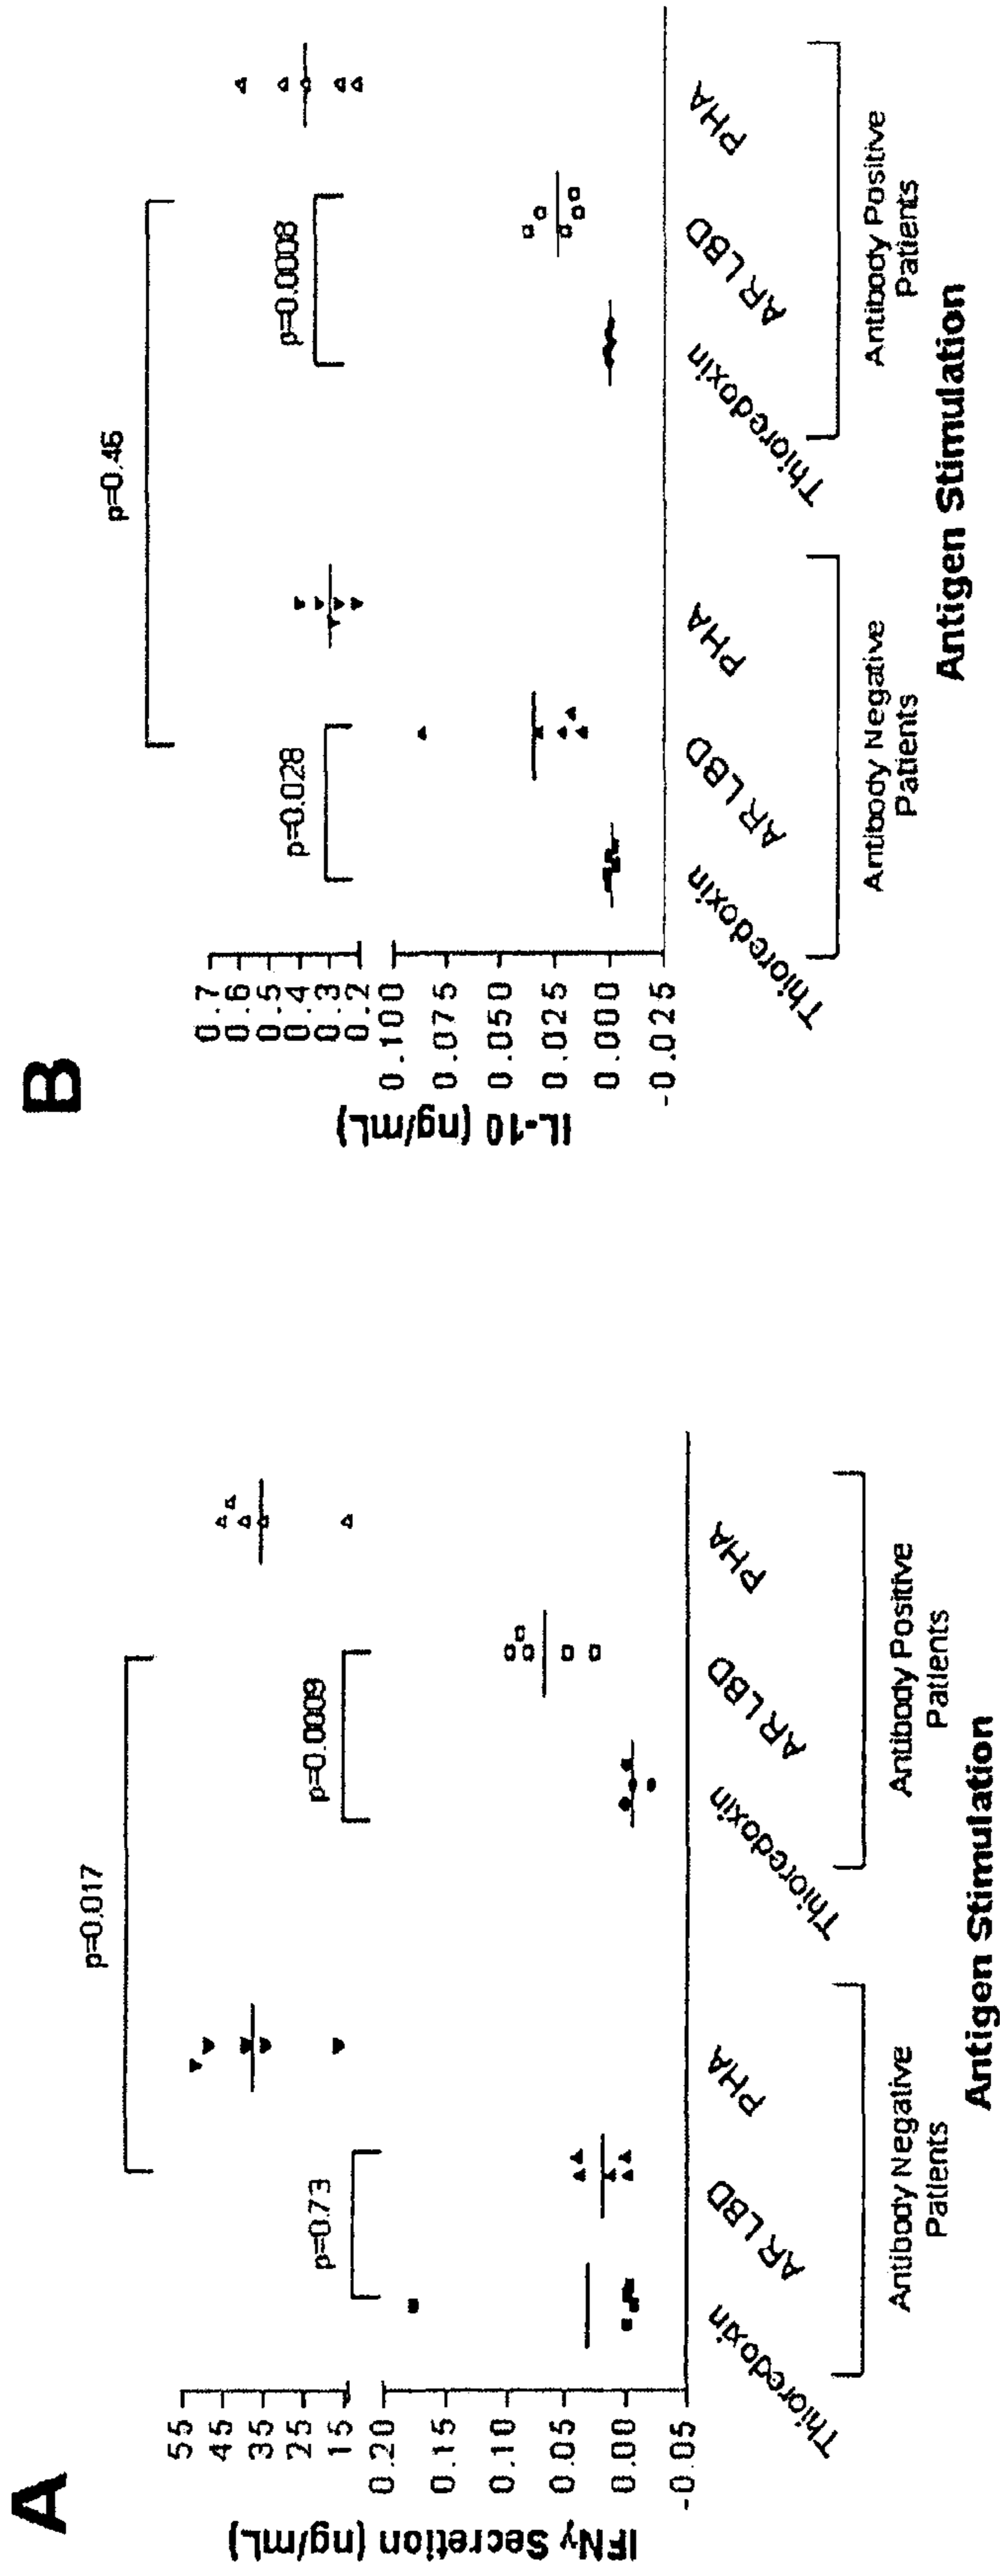 A
IFNγ Secretion (ng/mL)
55
45
35
25
15
0.20
0.15
0.10
0.05
0.00
-0.05
p=0.73
p=0.017
p=0.0009
Thioredoxin
AR LBD
PHA
Thioredoxin
AR LBD
PHA
Antibody Negative
Patients
Antibody Positive
Patients
Antigen Stimulation
B
IL-10 (ng/mL)
0.7
0.6
0.5
0.4
0.3
0.2
0.100
0.075
0.050
0.025
0.000
-0.025
p=0.028
p=0.46
p=0.0008
Thioredoxin
AR LBD
PHA
Thioredoxin
AR LBD
PHA
Antibody Negative
Patients
Antibody Positive
Patients
Antigen Stimulation